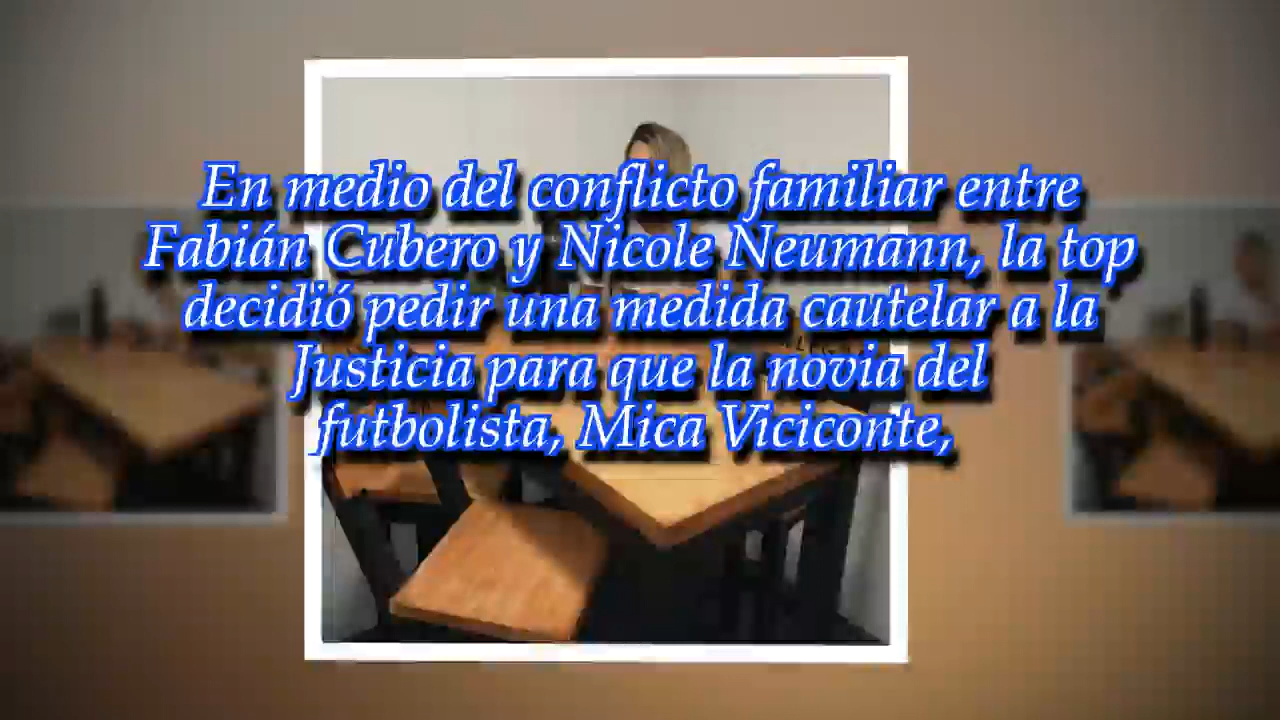 En medio del conflicto familiar entre
Fabián Cubero y Nicole Neumann, la top
decidió pedir una medida cautelar a la
Justicia para que la novia del
futbolista, Mica Viciconte,